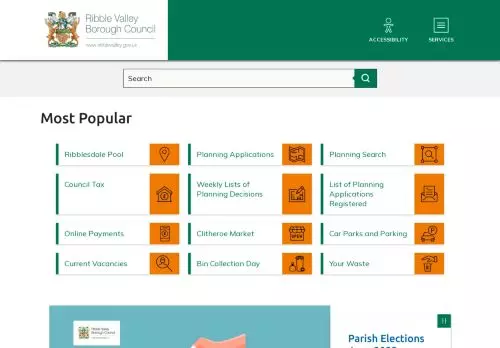 Ribble Valley
Borough Council
www.ribblevalley.gov.uk
ACCESSIBILITY
SERVICES
Search
Most Popular
Ribblesdale Pool
Planning Applications
Planning Search
Council Tax
Weekly Lists of
Planning Decisions
List of Planning
Applications
Registered
Online Payments
Clitheroe Market
Car Parks and Parking
Current Vacancies
Bin Collection Day
Your Waste
Ribble Valley
Borough Council
Parish Elections